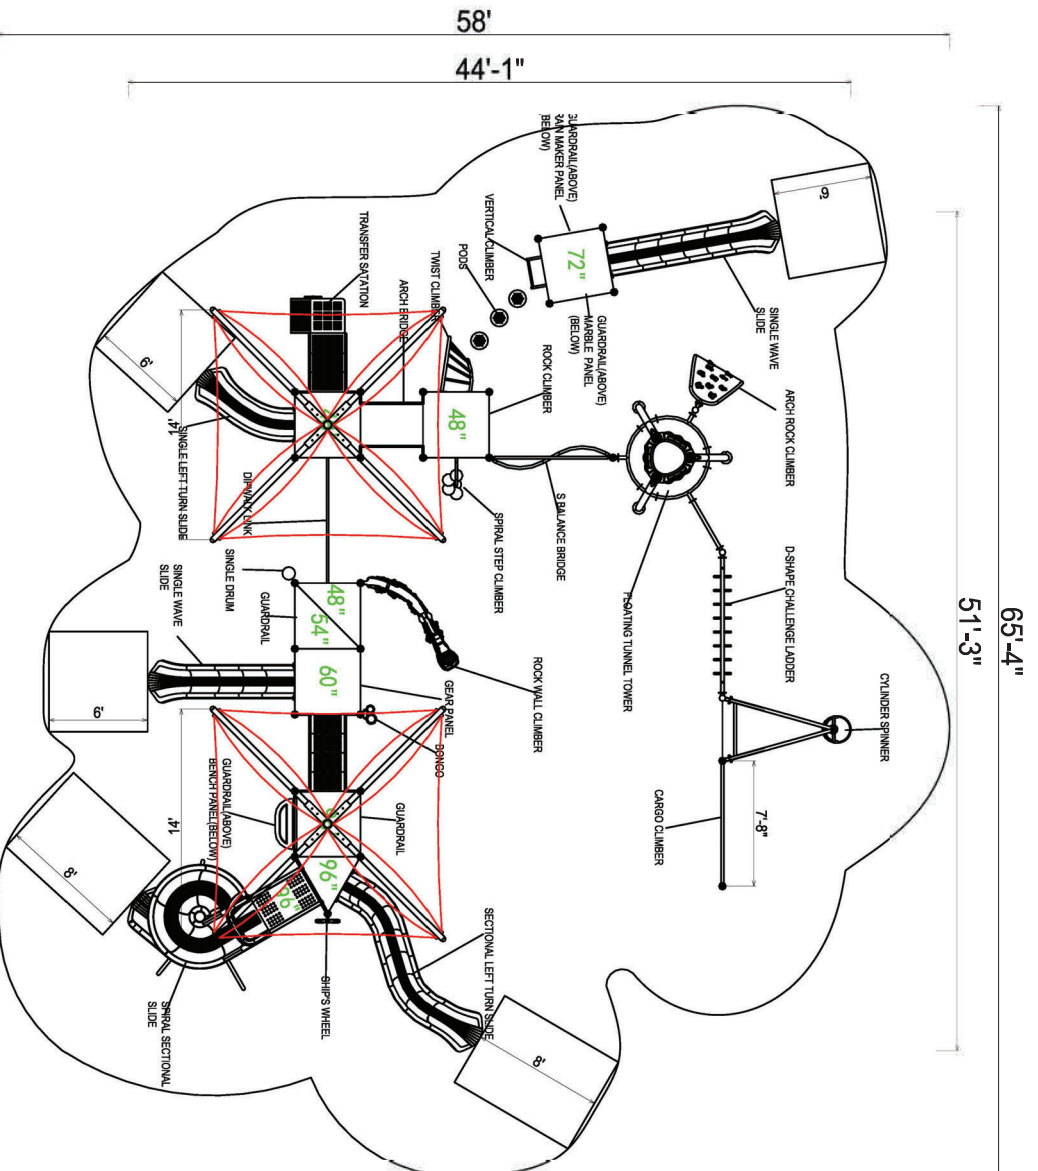 58'
44'-1"
65'-4"
51'-3"
GUARDRAIL(ABOVE)
RAIN MAKER PANEL
(BELOW)
VERTICAL CLIMBER
PODS
72"
6'
GUARDRAIL(ABOVE)
MARBLE PANEL
(BELOW)
SINGLE WAVE
SLIDE
TRANSFER SATATION
TWIST CLIMBER
ARCH BRIDGE
ROCK CLIMBER
ARCH ROCK CLIMBER
6'
14'
SINGLE LEFT TURN SLIDE
48"
DIPWALK LINK
SPIRAL STEP CLIMBER
S BALANCE BRIDGE
D-SHAPE CHALLENGE LADDER
FLOATING TUNNEL TOWER
SINGLE WAVE
SLIDE
SINGLE DRUM
GUARDRAIL
48"
54"
60"
ROCK WALL CLIMBER
GEAR PANEL
BONGO
CYLINDER SPINNER
6'
GUARDRAIL(ABOVE)
BENCH PANEL(BELOW)
GUARDRAIL
CARGO CLIMBER
7'-8"
14'
8'
96"
96"
SECTIONAL LEFT TURN SLIDE
SHIP'S WHEEL
SPIRAL SECTIONAL
SLIDE
8'